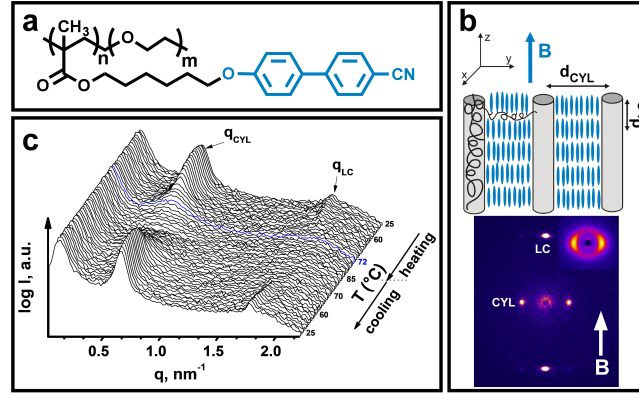 a
CH3
n
O
m
O
O
O
CN
b
z
y
x
B
dCYL
c
qCYL
qLC
log I, a.u.
25
60
72
85
70
60
25
T (°C)
heating
cooling
0.5
1.0
1.5
2.0
q, nm-1
LC
CYL
B